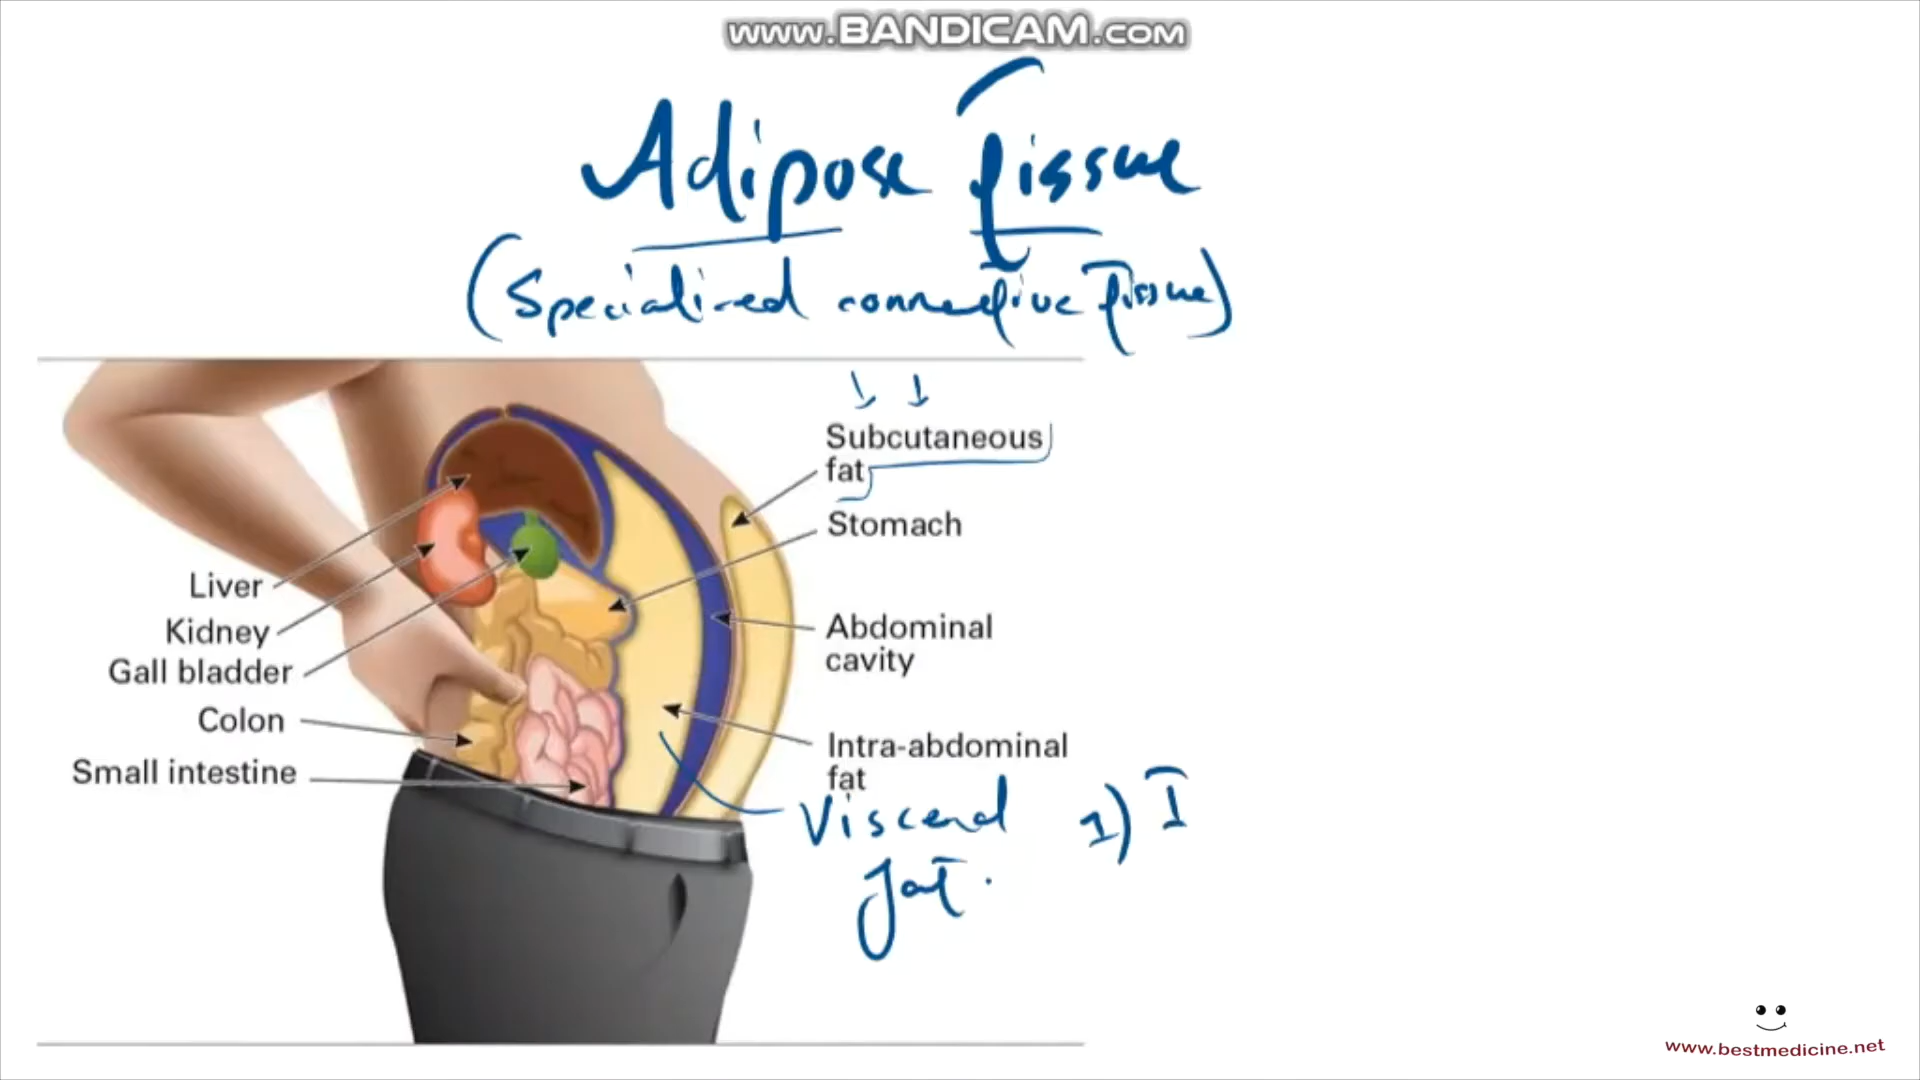 www.BANDICAM.com
Adipose Tissue
(Specialized connective tissue)
Subcutaneous
fat
Stomach
Liver
Kidney
Gall bladder
Colon
Small intestine
Abdominal
cavity
Intra-abdominal
fat
Visceral 1) I
fat.
www.bestmedicine.net